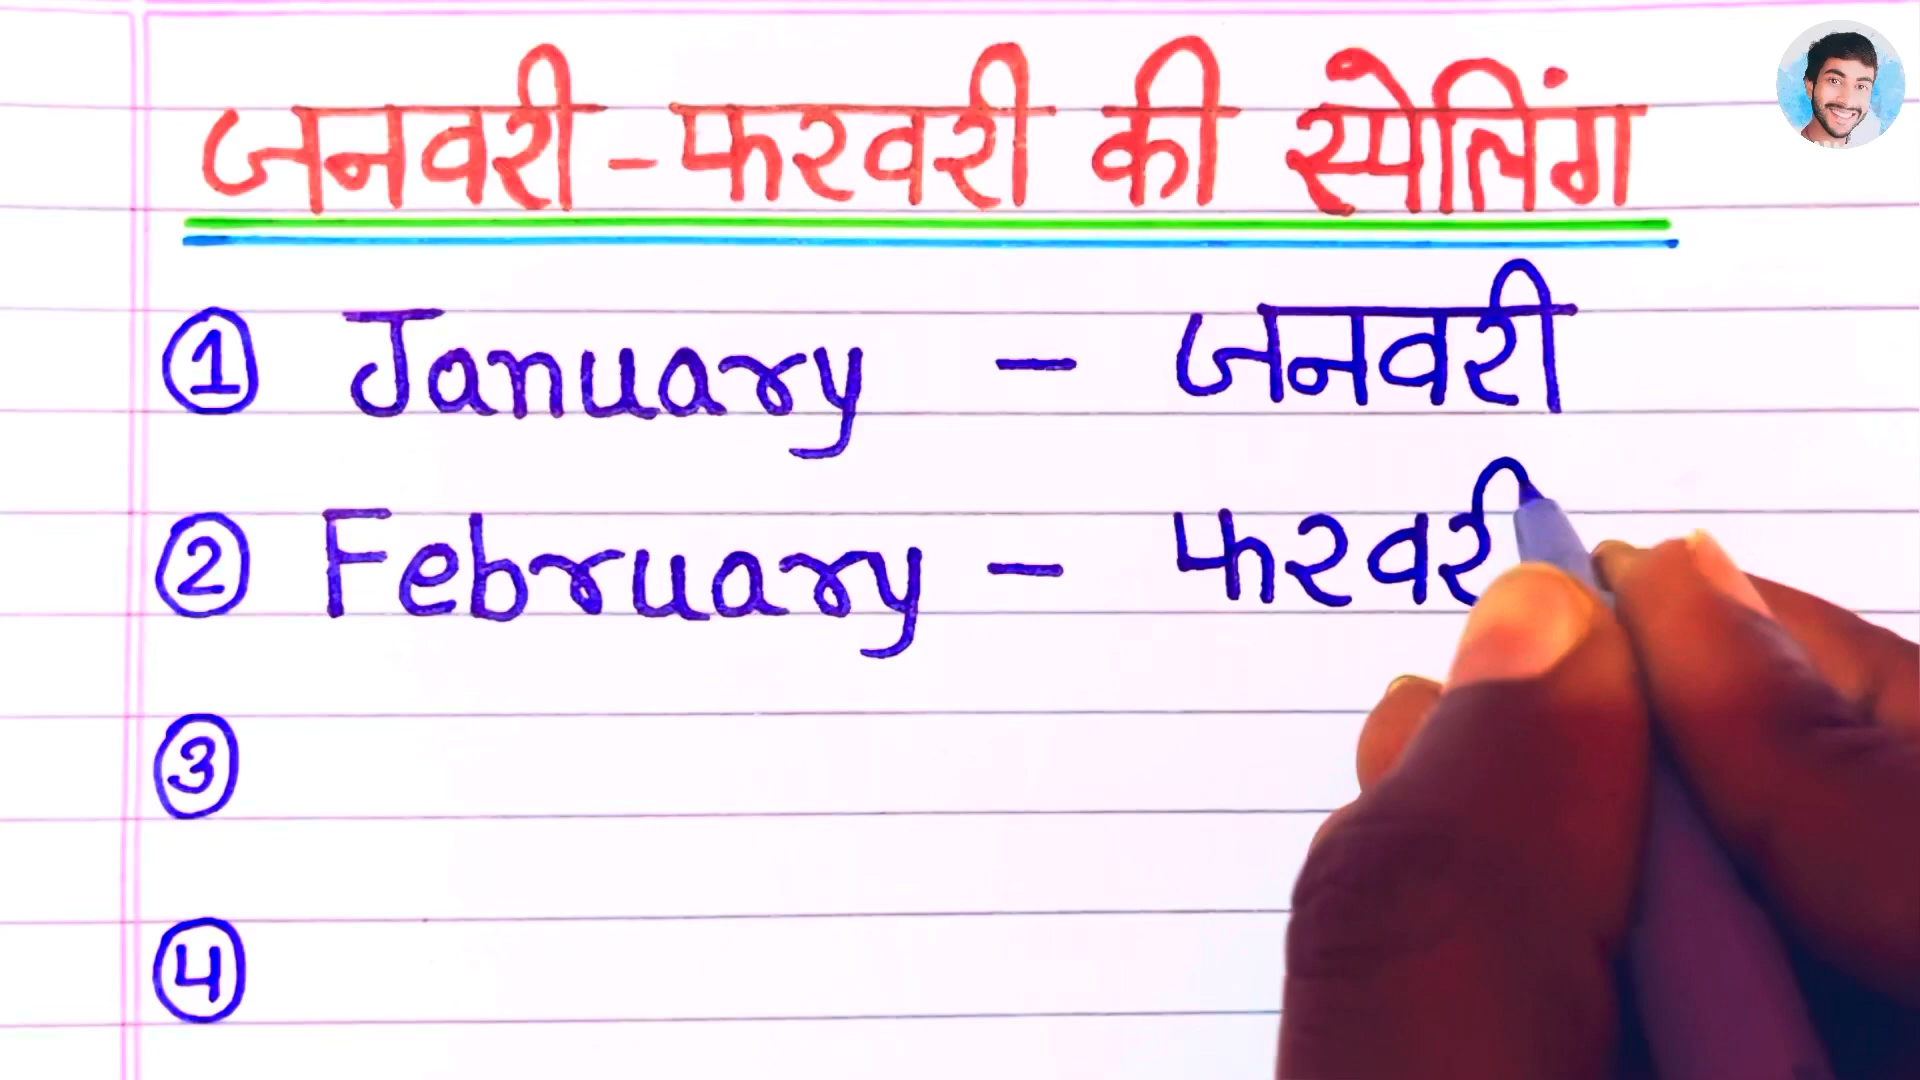 जनवरी-फरवरी की स्पेलिंग
① January - जनवरी
② February - फरवरी
③
④